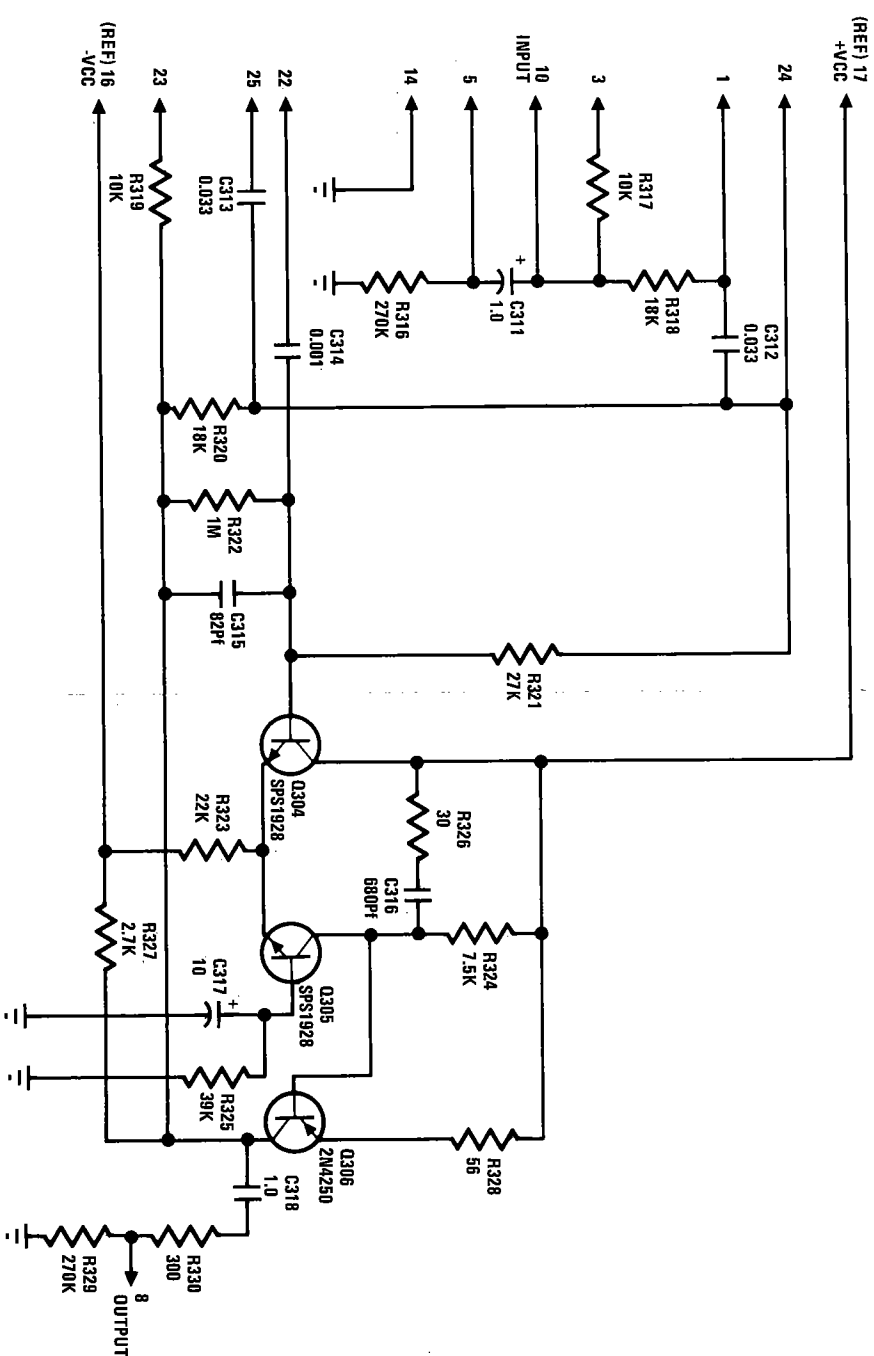 (REF) 17
+VCC
24
1
3
10
INPUT
5
14
22
25
23
(REF) 16
-VCC
R317
10K
C312
0.033
R318
18K
C311
+
1.0
R316
270K
C313
0.033
R319
10K
C314
0.001
R320
18K
R322
1M
C315
82Pf
R321
27K
Q304
SPS1928
R323
22K
R326
30
C316
680Pf
R324
7.5K
R327
2.7K
Q305
SPS1928
C317
+
10
R325
39K
Q306
2N4250
R328
56
C318
1.0
R330
300
R329
270K
8
OUTPUT